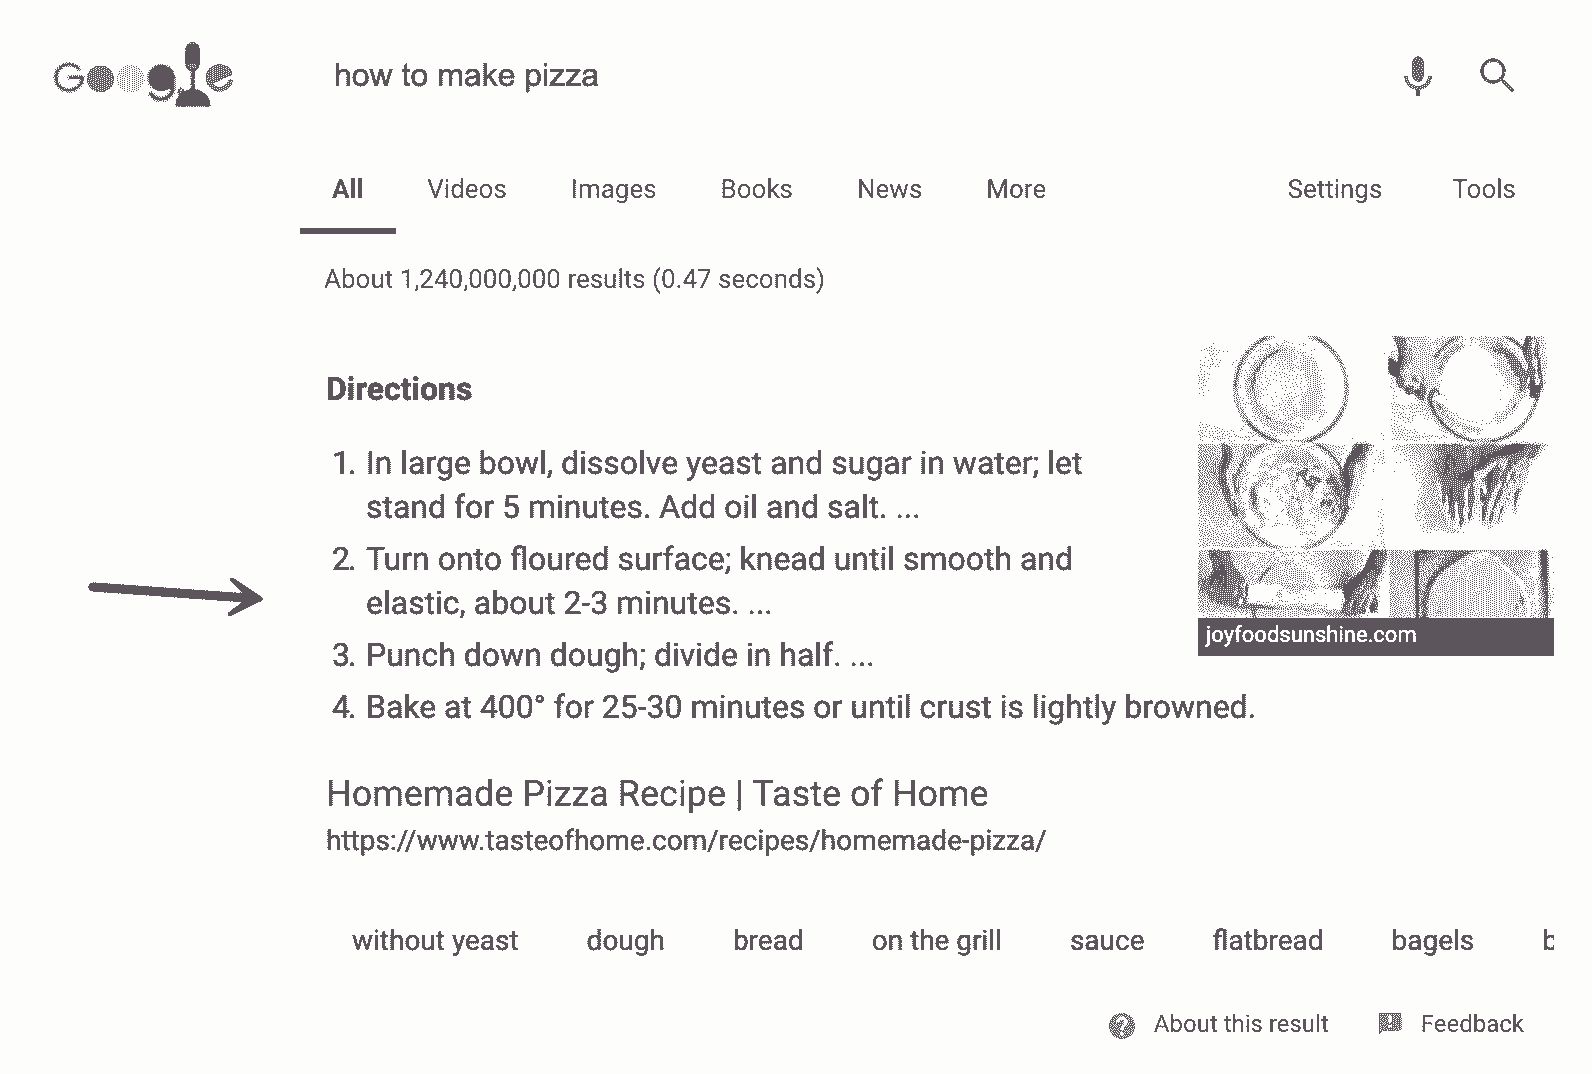 Google
how to make pizza
All Videos Images Books News More Settings Tools
About 1,240,000,000 results (0.47 seconds)
Directions
1. In large bowl, dissolve yeast and sugar in water; let
stand for 5 minutes. Add oil and salt. ...
2. Turn onto floured surface; knead until smooth and
elastic, about 2-3 minutes. ...
3. Punch down dough; divide in half. ...
4. Bake at 400° for 25-30 minutes or until crust is lightly browned.
joyfoodsunshine.com
Homemade Pizza Recipe | Taste of Home
https://www.tasteofhome.com/recipes/homemade-pizza/
without yeast dough bread on the grill sauce flatbread bagels b
About this result Feedback